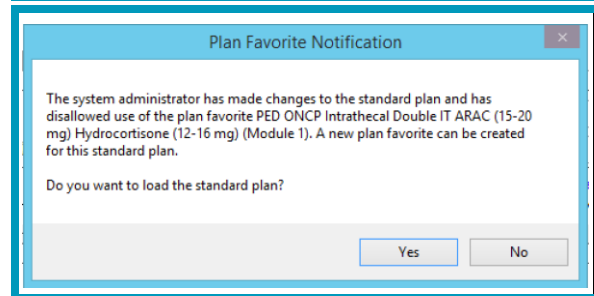 Plan Favorite Notification
The system administrator has made changes to the standard plan and has
disallowed use of the plan favorite PED ONCP Intrathecal Double IT ARAC (15-20
mg) Hydrocortisone (12-16 mg) (Module 1). A new plan favorite can be created
for this standard plan.
Do you want to load the standard plan?
Yes No